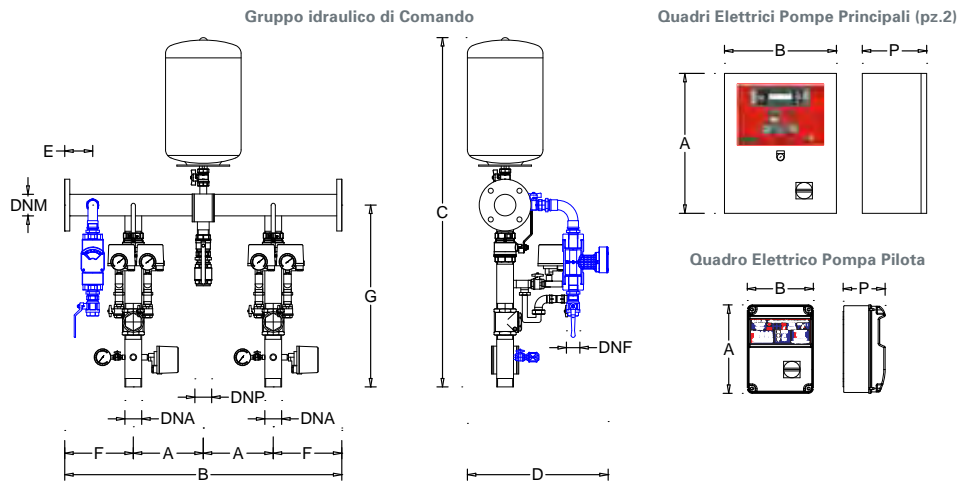 Gruppo idraulico di Comando
Quadri Elettrici Pompe Principali (pz.2)
B
P
A
E
DNM
C
G
Quadro Elettrico Pompa Pilota
B
P
A
DNF
DNP
DNA
DNA
F
A
A
F
B
D